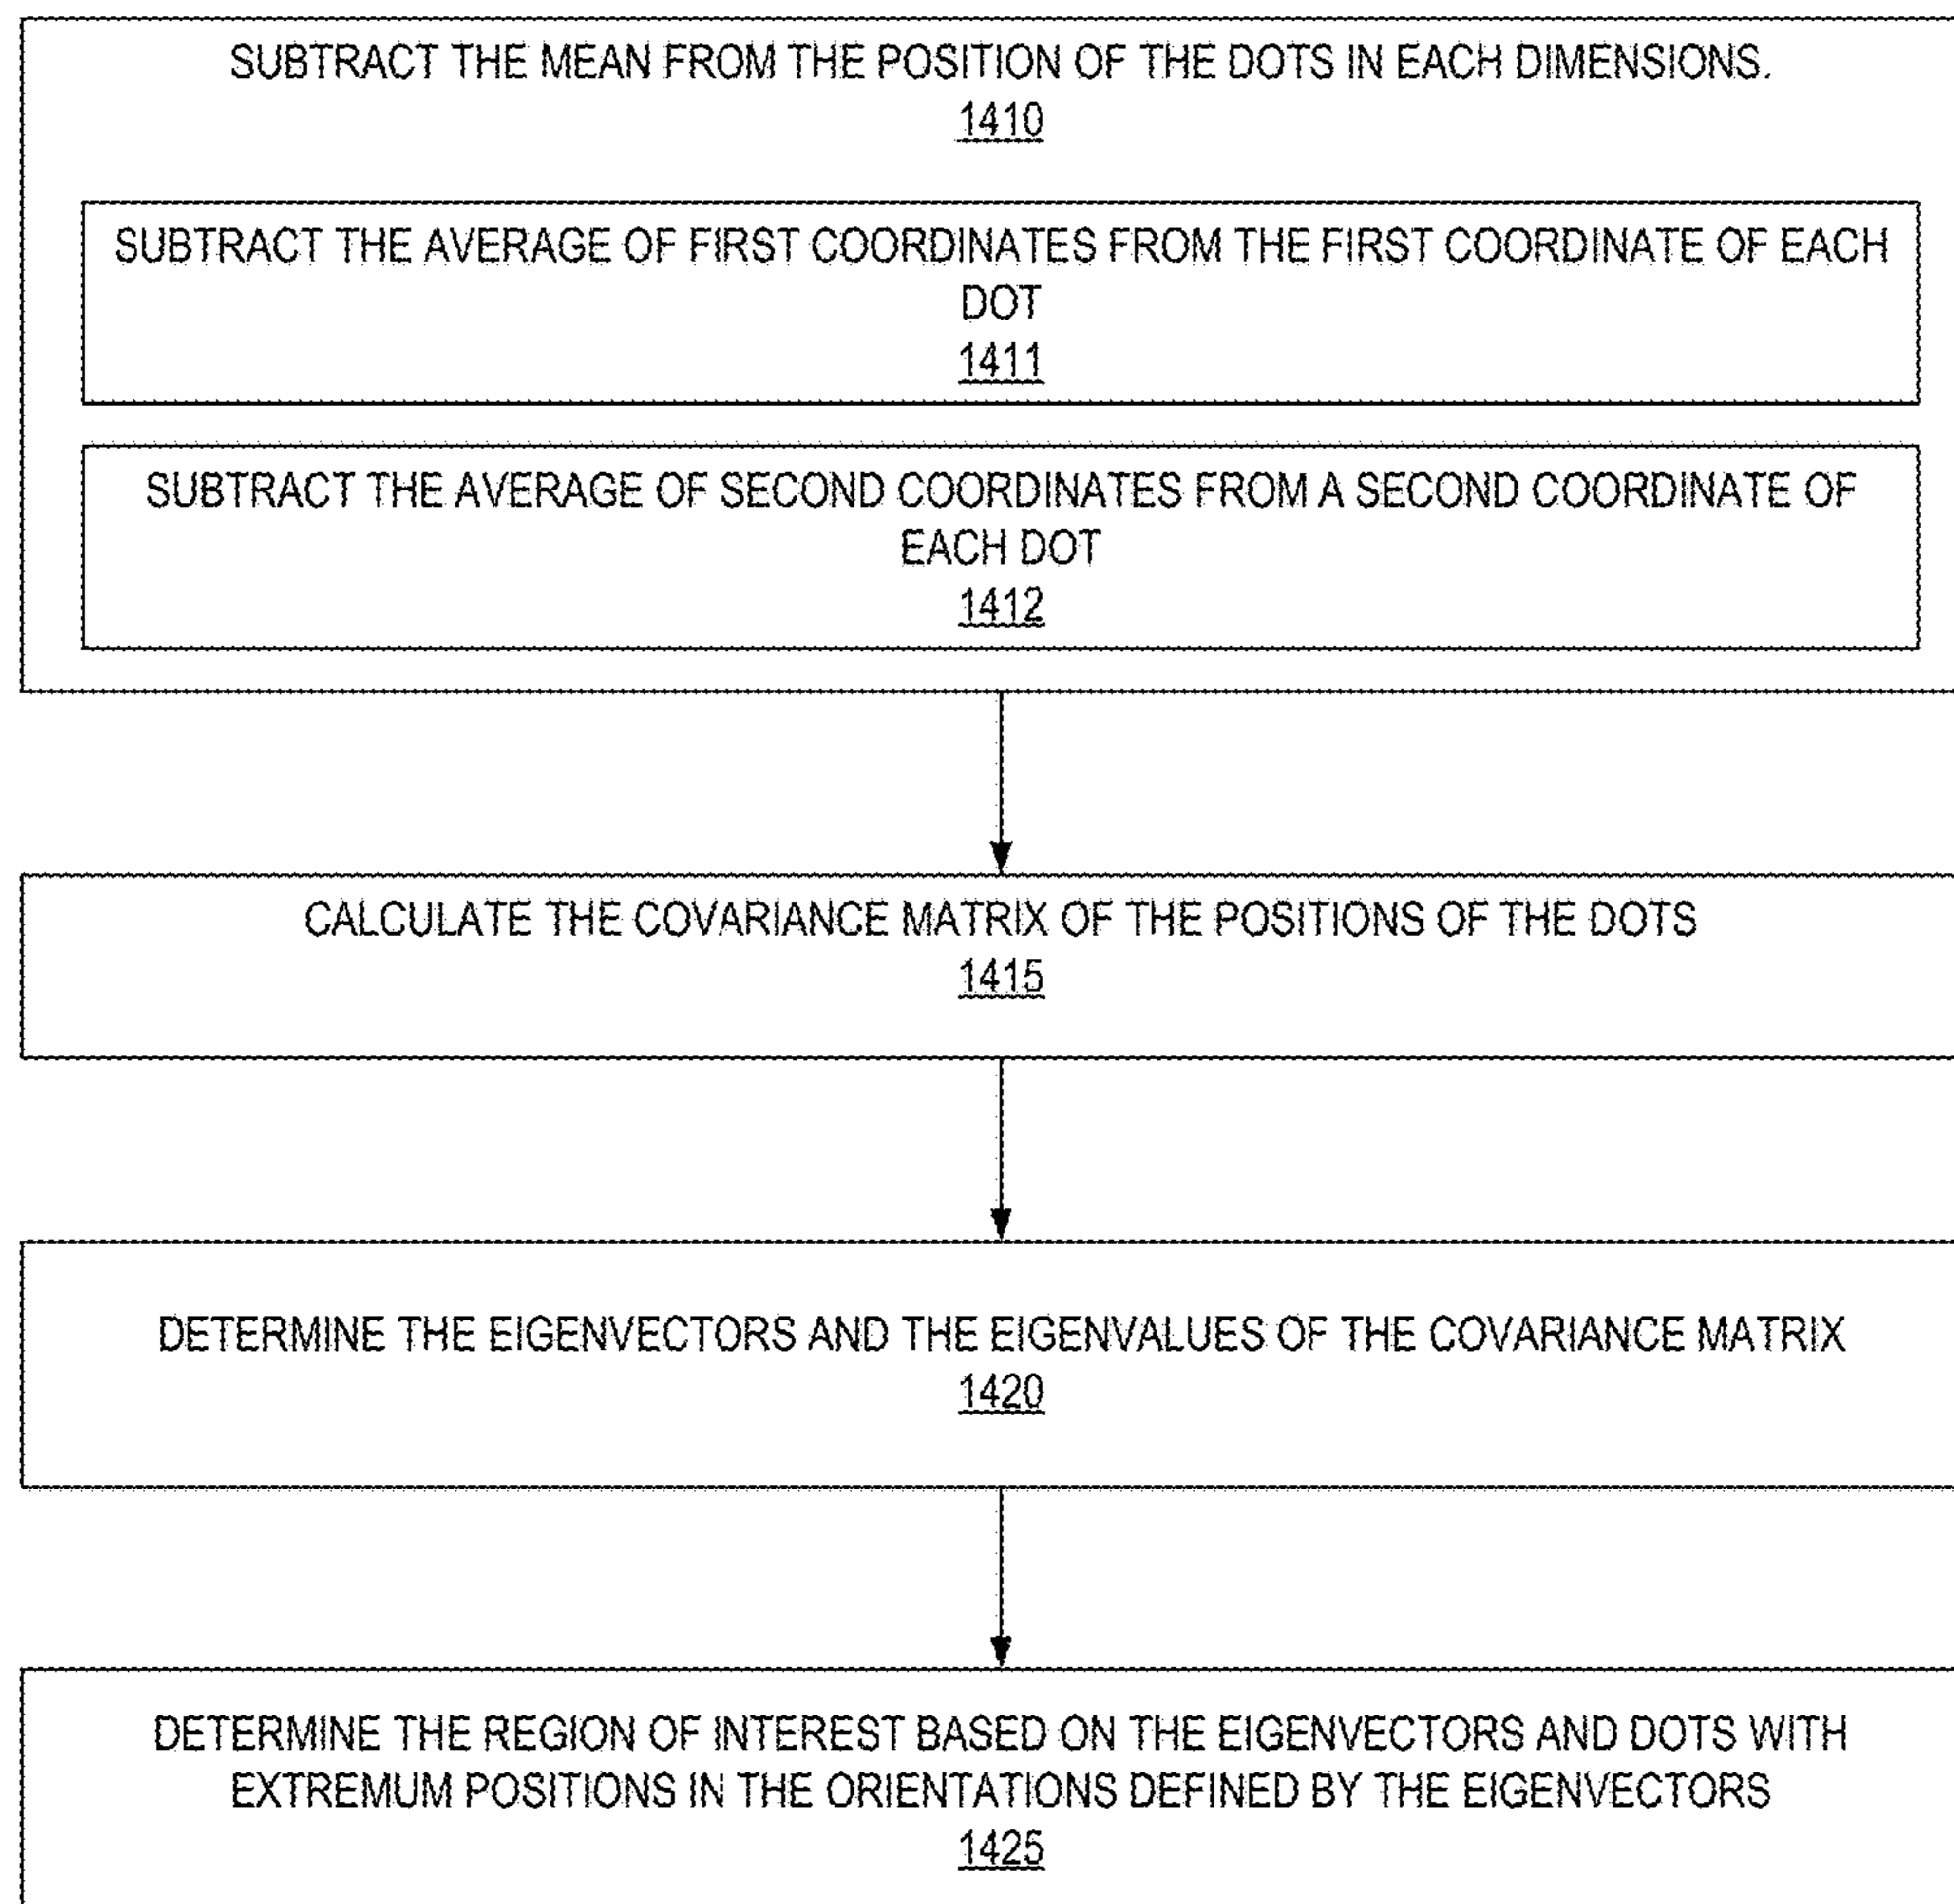 SUBTRACT THE MEAN FROM THE POSITION OF THE DOTS IN EACH DIMENSIONS.
1410
SUBTRACT THE AVERAGE OF FIRST COORDINATES FROM THE FIRST COORDINATE OF EACH
DOT
1411
SUBTRACT THE AVERAGE OF SECOND COORDINATES FROM A SECOND COORDINATE OF
EACH DOT
1412
CALCULATE THE COVARIANCE MATRIX OF THE POSITIONS OF THE DOTS
1415
DETERMINE THE EIGENVECTORS AND THE EIGENVALUES OF THE COVARIANCE MATRIX
1420
DETERMINE THE REGION OF INTEREST BASED ON THE EIGENVECTORS AND DOTS WITH
EXTREMUM POSITIONS IN THE ORIENTATIONS DEFINED BY THE EIGENVECTORS
1425